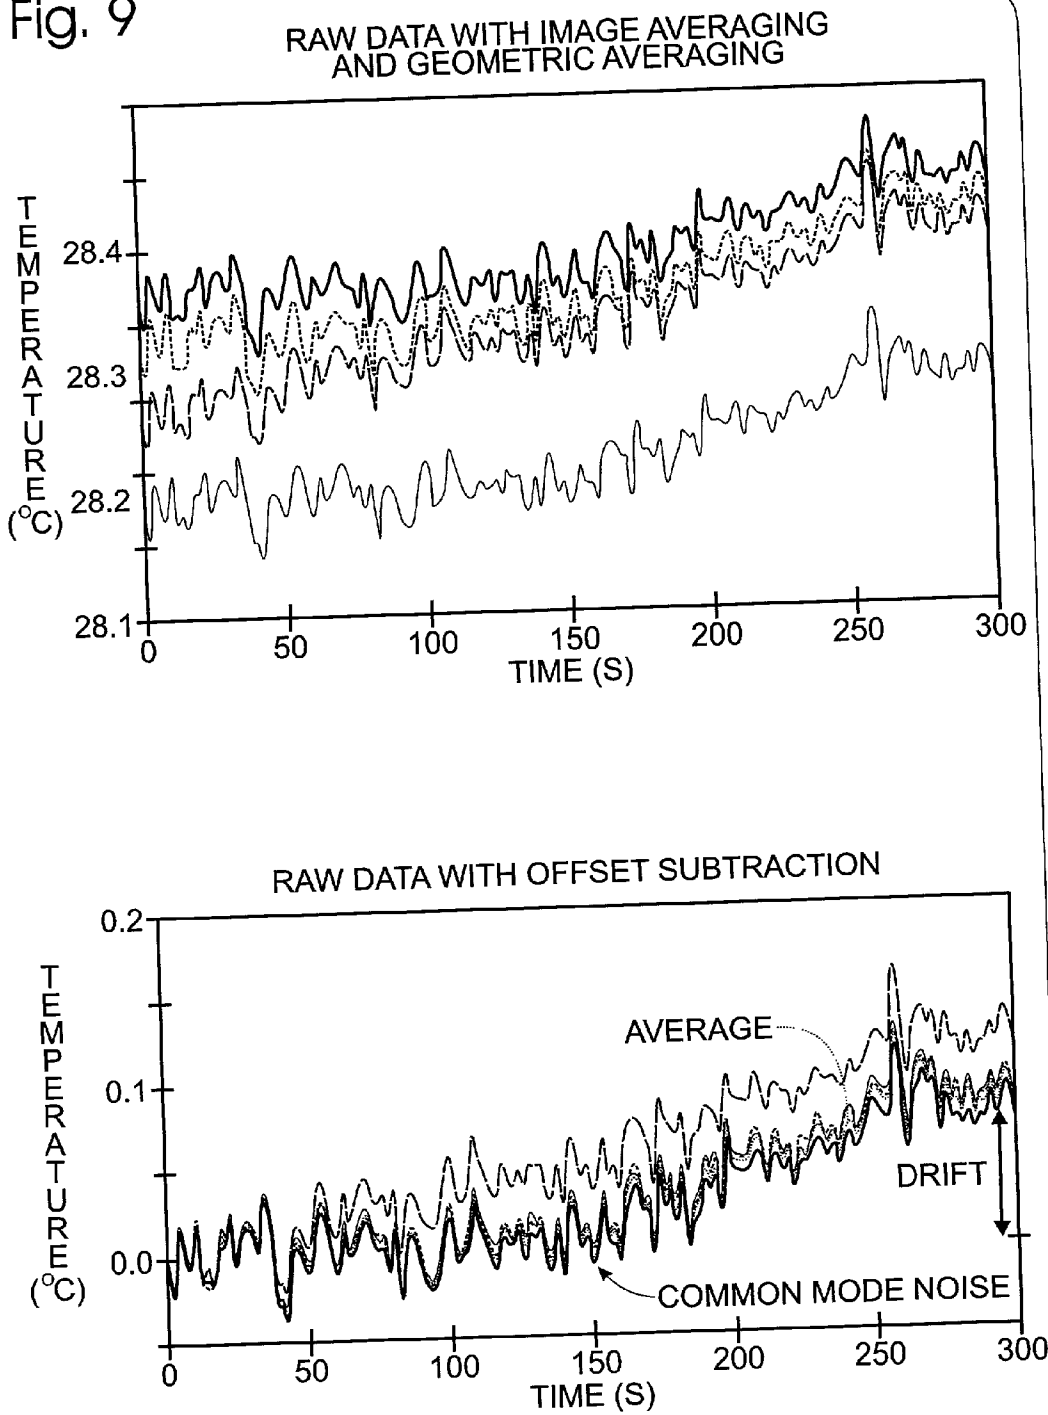 Fig. 9
RAW DATA WITH IMAGE AVERAGING
AND GEOMETRIC AVERAGING
TEMPERATURE
(°C)
28.4
28.3
28.2
28.1
0 50 100 150 200 250 300
TIME (S)
RAW DATA WITH OFFSET SUBTRACTION
TEMPERATURE
(°C)
0.2
0.1
0.0
AVERAGE
DRIFT
COMMON MODE NOISE
0 50 100 150 200 250 300
TIME (S)